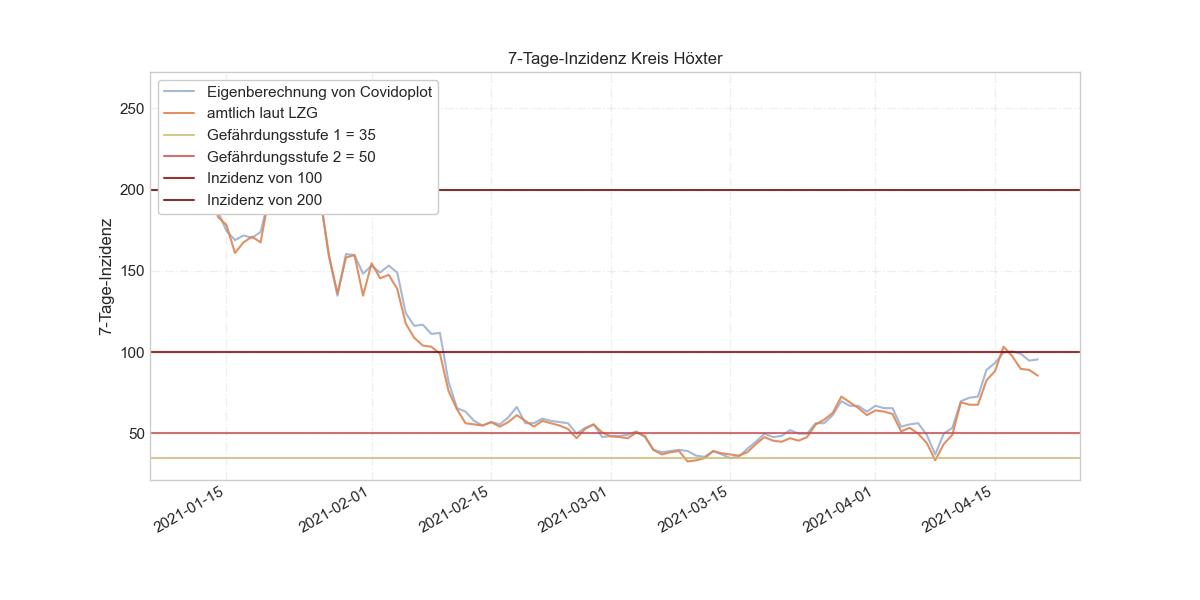 7-Tage-Inzidenz Kreis Höxter
Eigenberechnung von Covidoplot
amtlich laut LZG
Gefährdungsstufe 1 = 35
Gefährdungsstufe 2 = 50
Inzidenz von 100
Inzidenz von 200
7-Tage-Inzidenz
250
200
150
100
50
2021-01-15
2021-02-01
2021-02-15
2021-03-01
2021-03-15
2021-04-01
2021-04-15